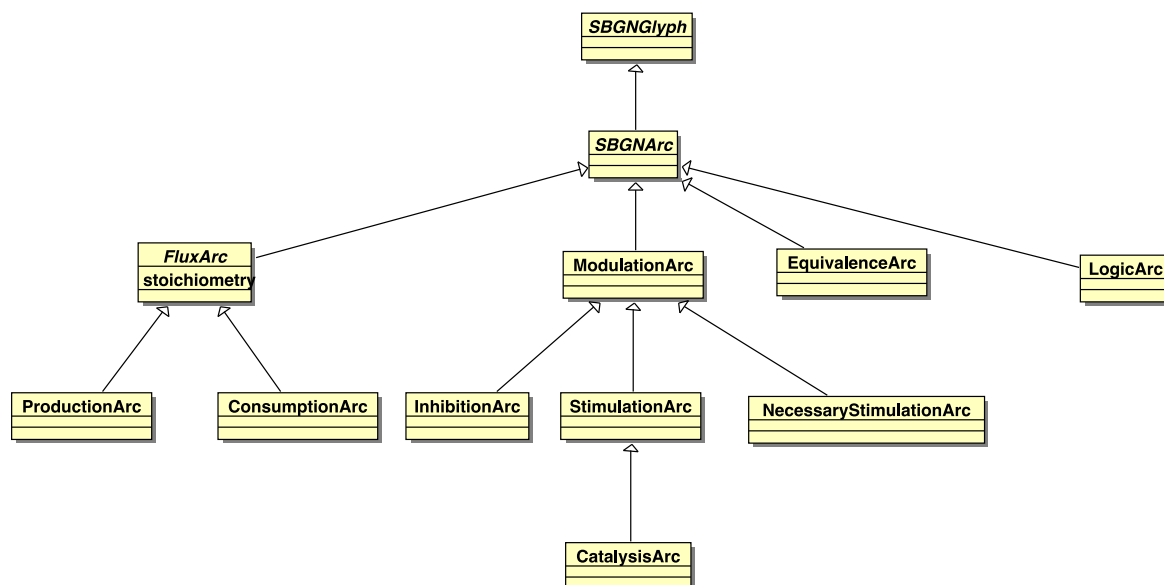 SBGNGlyph
SBGNArc
FluxArc
stoichiometry
ModulationArc
EquivalenceArc
LogicArc
ProductionArc
ConsumptionArc
InhibitionArc
StimulationArc
NecessaryStimulationArc
CatalysisArc